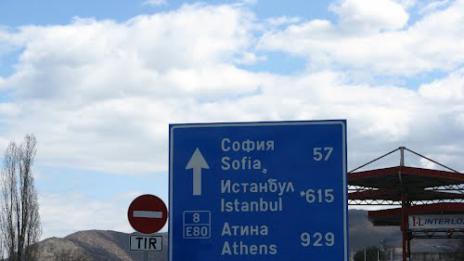 София
Sofia 57
Истанбул
Istanbul 615
8
E80
Атина
Athens 929
TIR
INTERLO